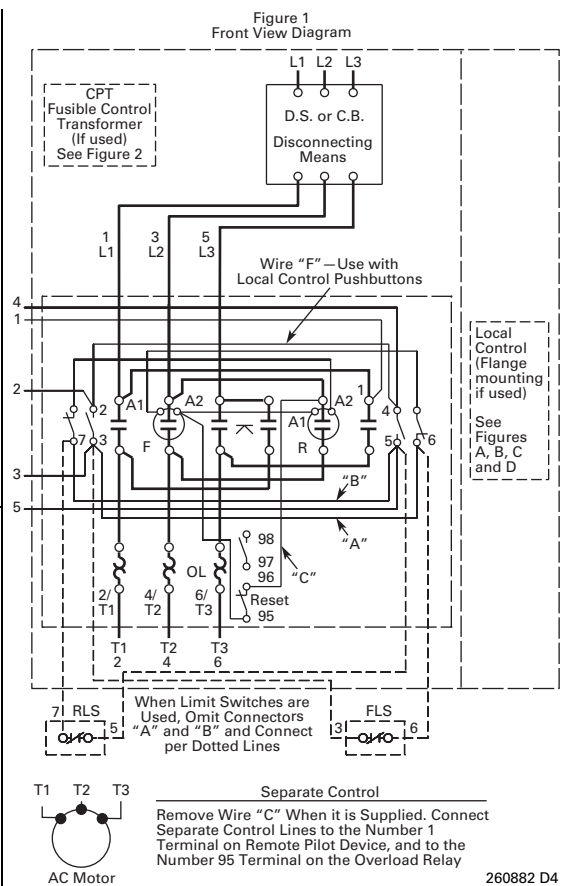 Figure 1
Front View Diagram
L1 L2 L3
CPT
Fusible Control
Transformer
(If used)
See Figure 2
D.S. or C.B.
Disconnecting
Means
1 3 5
L1 L2 L3
Wire “F”—Use with
Local Control Pushbuttons
4
1
Local
Control
(Flange
mounting
if used)
See
Figures
A, B, C
and D
2
2 A1 A2 A2 1 4
A1
7 3 F R 5 6
3
“B”
5
“A”
98
97
96
“C”
OL
Reset
95
2/ 4/ 6/
T1 T2 T3
T1 T2 T3
2 4 6
7 RLS 5
When Limit Switches are
Used, Omit Connectors
“A” and “B” and Connect
per Dotted Lines
FLS
3 6
T1 T2 T3
AC Motor
Separate Control
Remove Wire “C” When it is Supplied. Connect
Separate Control Lines to the Number 1
Terminal on Remote Pilot Device, and to the
Number 95 Terminal on the Overload Relay
260882 D4